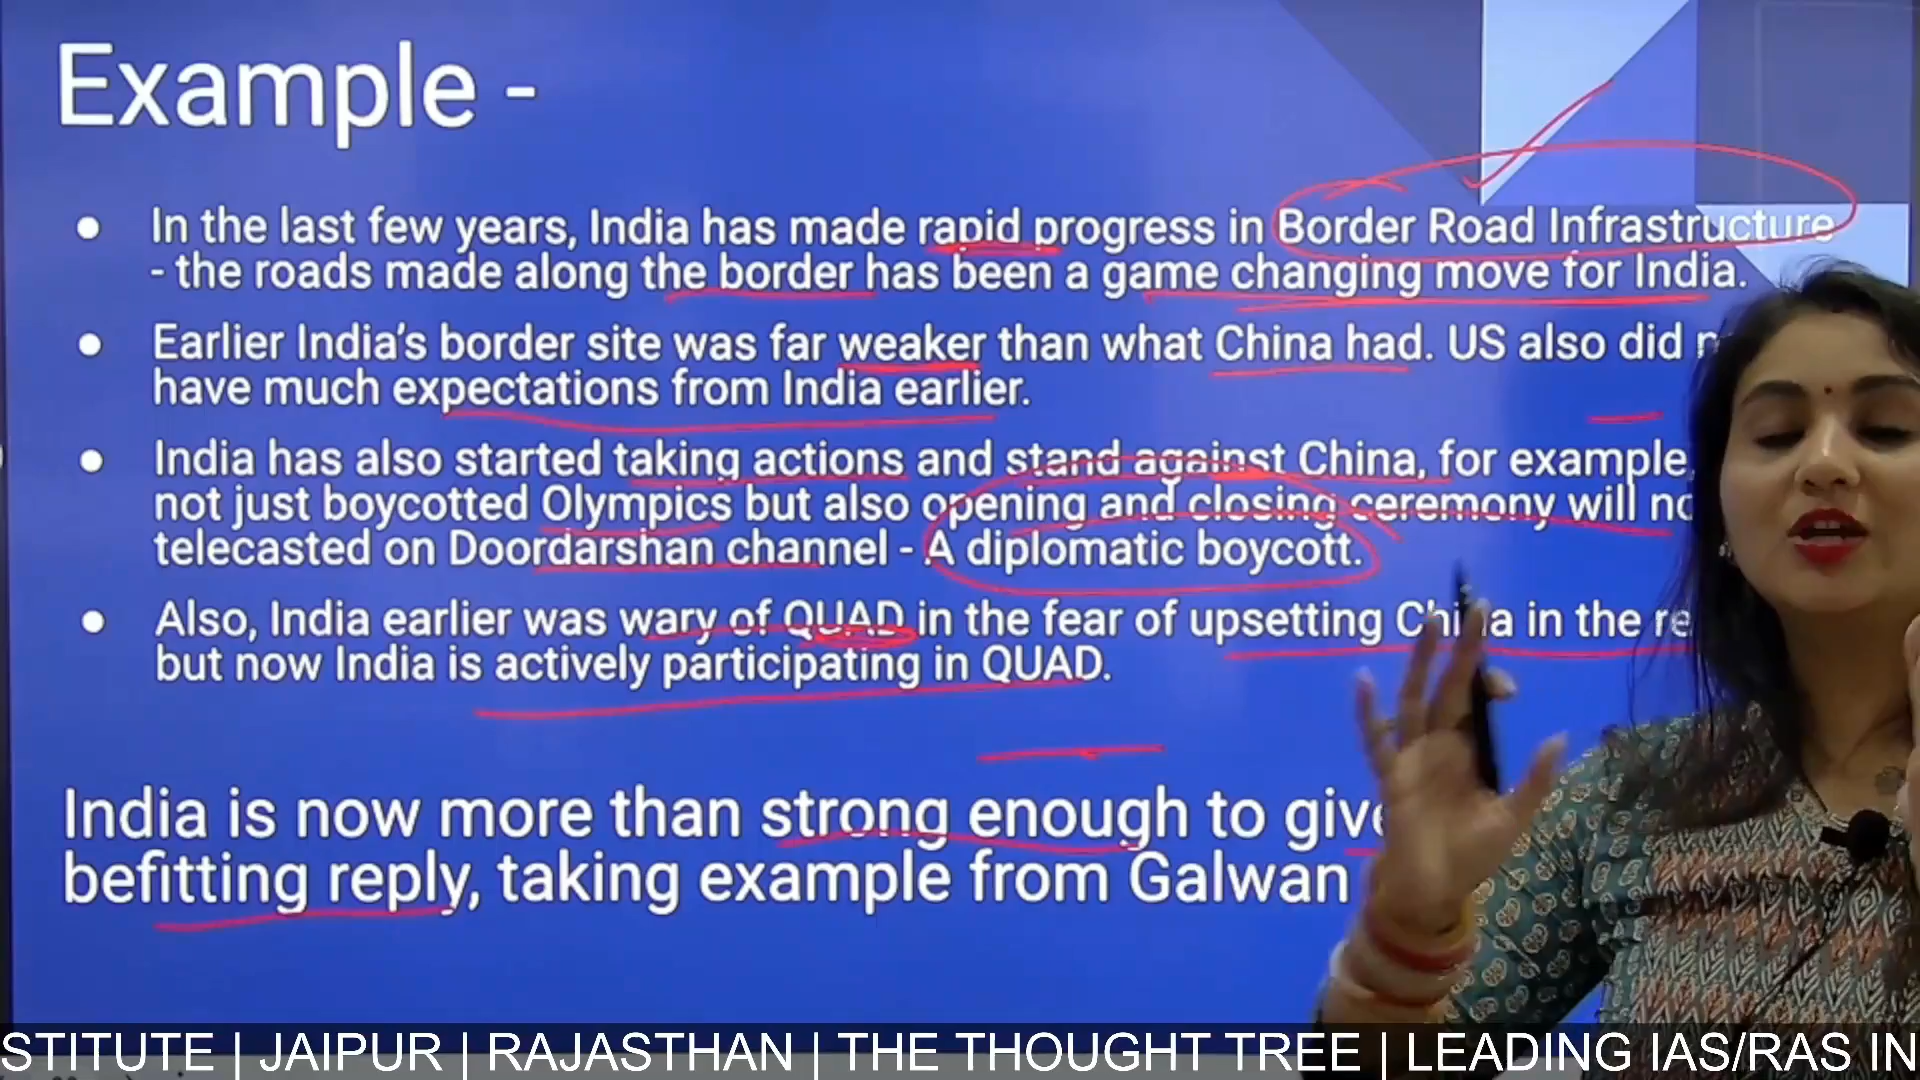 Example -
● In the last few years, India has made rapid progress in Border Road Infrastructure
- the roads made along the border has been a game changing move for India.
● Earlier India's border site was far weaker than what China had. US also did
have much expectations from India earlier.
● India has also started taking actions and stand against China, for example,
not just boycotted Olympics but also opening and closing ceremony will
telecasted on Doordarshan channel - A diplomatic boycott.
● Also, India earlier was wary of QUAD in the fear of upsetting China in the
but now India is actively participating in QUAD.
India is now more than strong enough to give
befitting reply, taking example from Galwan
STITUTE | JAIPUR | RAJASTHAN | THE THOUGHT TREE | LEADING IAS/RAS IN